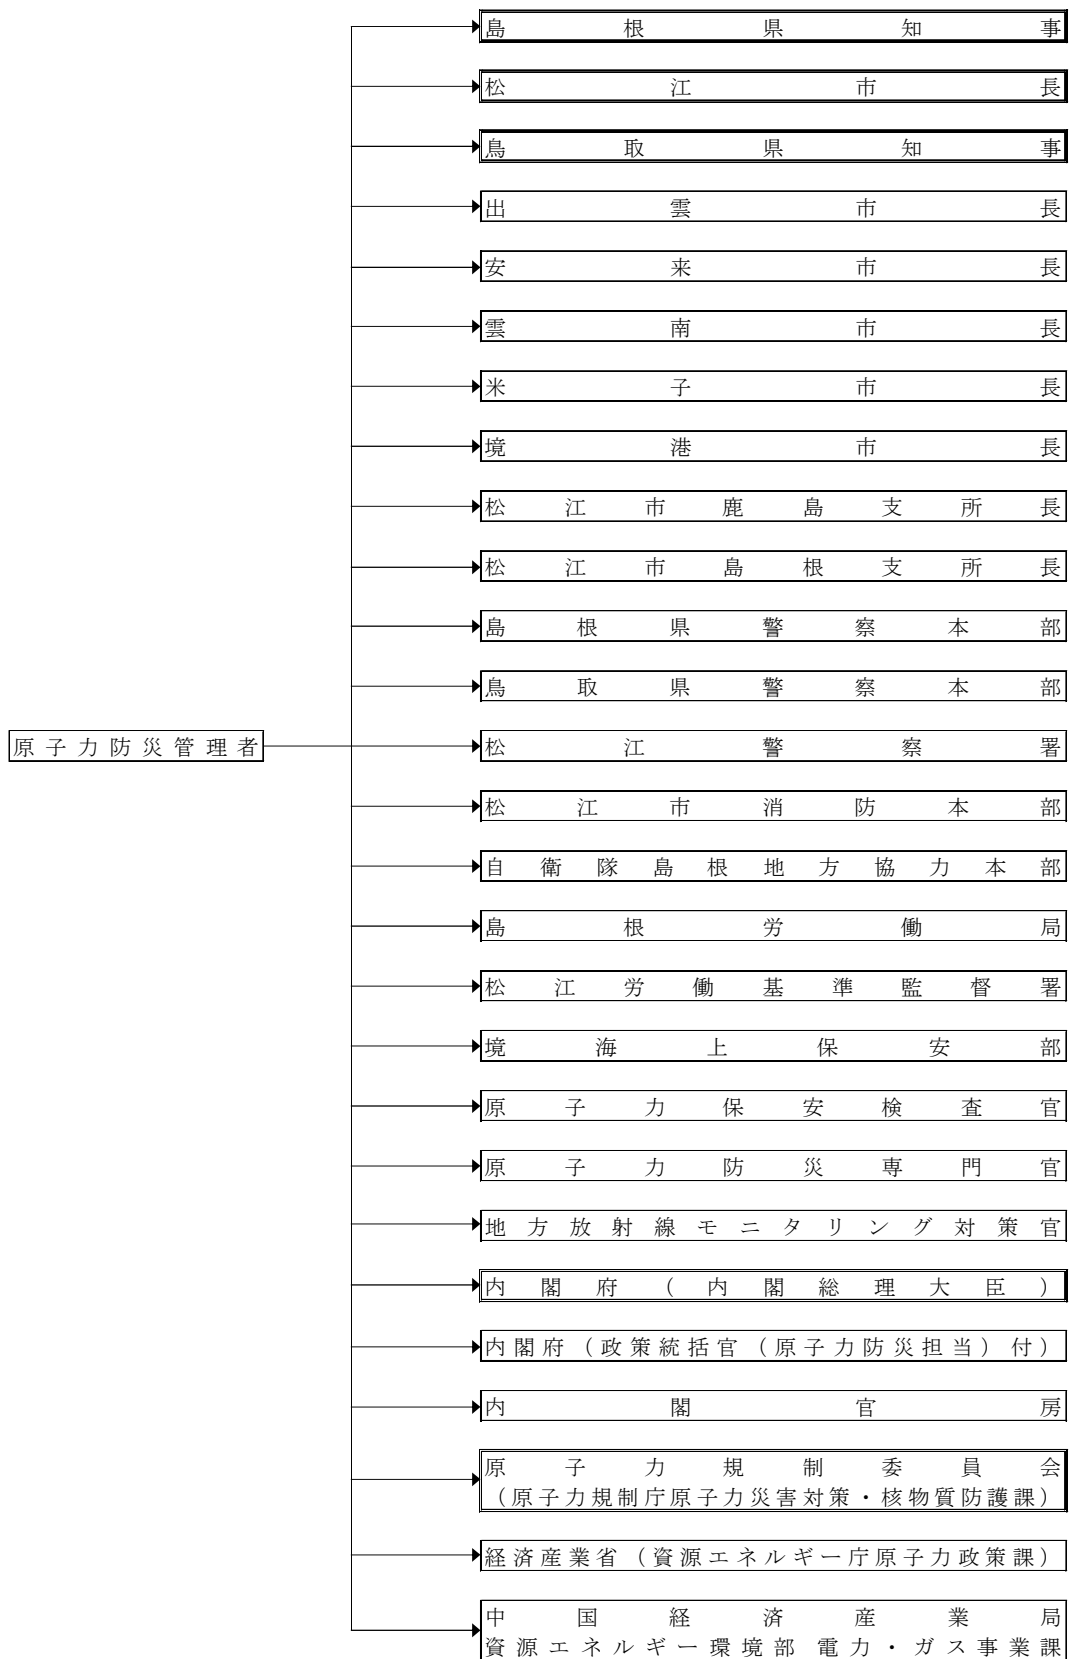 島根県知事
松江市長
鳥取県知事
出雲市長
安来市長
雲南市長
米子市長
境港市長
松江市鹿島支所長
松江市島根支所長
島根県警察本部
鳥取県警察本部
原子力防災管理者
松江警察署
松江市消防本部
自衛隊島根地方協力本部
島根労働局
松江労働基準監督署
境海上保安部
原子力保安検査官
原子力防災専門官
地方放射線モニタリング対策官
内閣府（内閣総理大臣）
内閣府（政策統括官（原子力防災担当）付）
内閣官房
原子力規制委員会
（原子力規制庁原子力災害対策・核物質防護課）
経済産業省（資源エネルギー庁原子力政策課）
中国経済産業局
資源エネルギー環境部 電力・ガス事業課